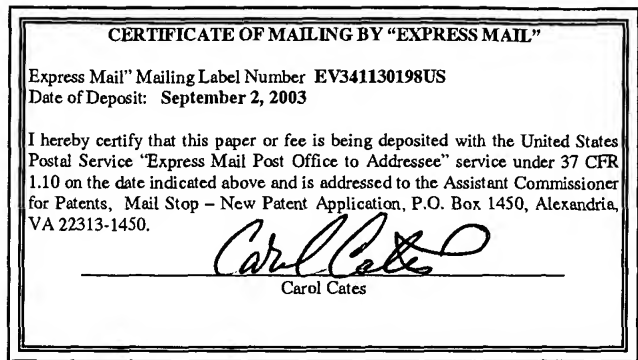 CERTIFICATE OF MAILING BY “EXPRESS MAIL”
Express Mail” Mailing Label Number EV341130198US
Date of Deposit: September 2, 2003
I hereby certify that this paper or fee is being deposited with the United States
Postal Service “Express Mail Post Office to Addressee” service under 37 CFR
1.10 on the date indicated above and is addressed to the Assistant Commissioner
for Patents, Mail Stop – New Patent Application, P.O. Box 1450, Alexandria,
VA 22313-1450.
Carol Cates
Carol Cates